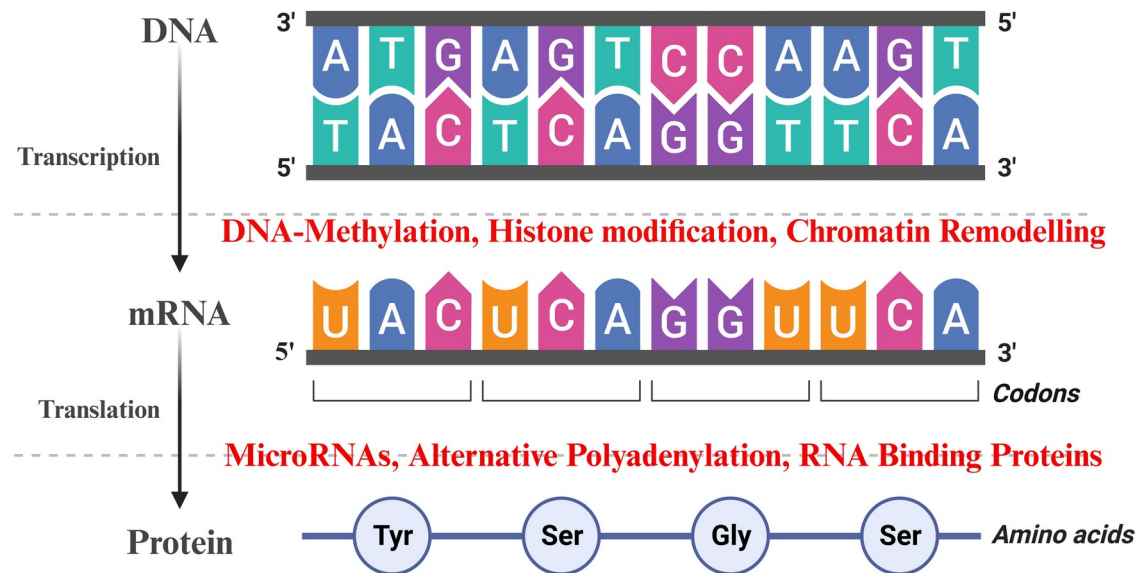 DNA
3' 5'
A T G A G T C C A A G T
T A C T C A G G T T C A
5' 3'
Transcription
DNA-Methylation, Histone modification, Chromatin Remodelling
mRNA
U A C U C A G G U U C A
5' 3'
Codons
Translation
MicroRNAs, Alternative Polyadenylation, RNA Binding Proteins
Protein
Tyr Ser Gly Ser
Amino acids